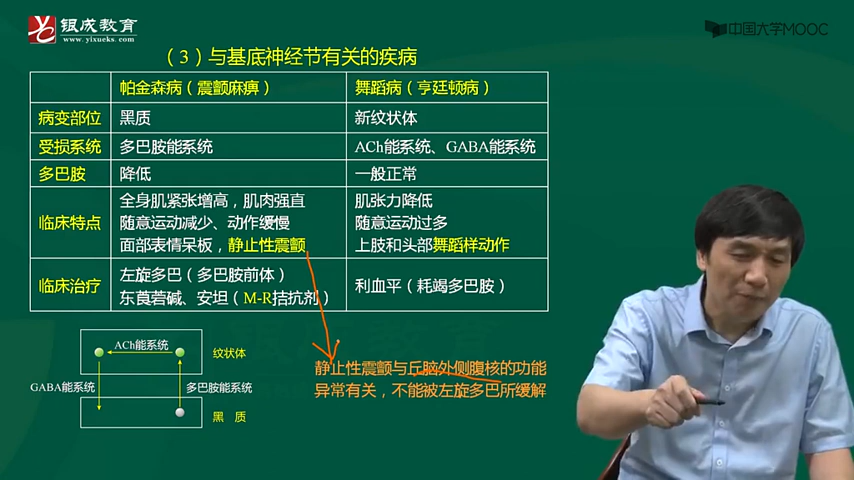 银成教育
www.yixueks.com
中国大学MOOC
（3）与基底神经节有关的疾病
帕金森病（震颤麻痹） 舞蹈病（亨廷顿病）
病变部位 黑质 新纹状体
受损系统 多巴胺能系统 ACh能系统、GABA能系统
多巴胺 降低 一般正常
临床特点 全身肌紧张增高，肌肉强直 肌张力降低
随意运动减少、动作缓慢 随意运动过多
面部表情呆板，静止性震颤 上肢和头部舞蹈样动作
临床治疗 左旋多巴（多巴胺前体） 利血平（耗竭多巴胺）
东莨菪碱、安坦（M-R拮抗剂）
ACh能系统 纹状体
GABA能系统 多巴胺能系统
黑 质
静止性震颤与丘脑外侧腹核的功能
异常有关，不能被左旋多巴所缓解